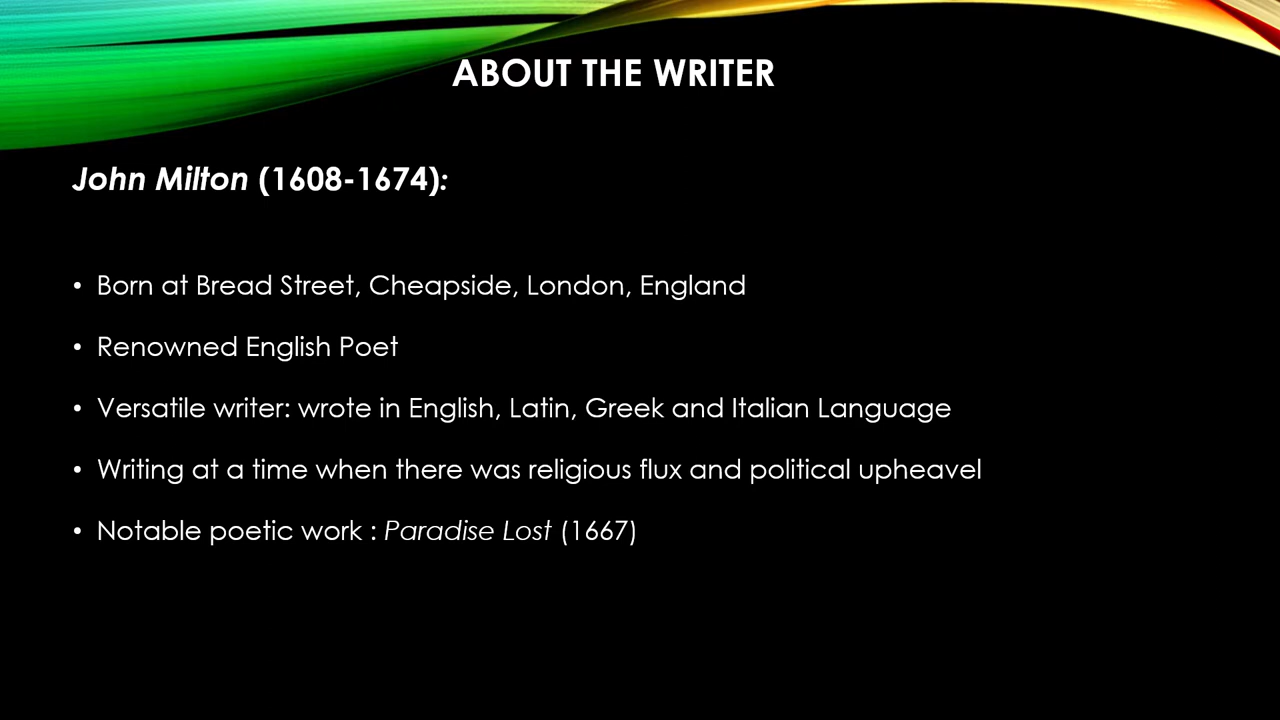 ABOUT THE WRITER
John Milton (1608-1674):
• Born at Bread Street, Cheapside, London, England
• Renowned English Poet
• Versatile writer: wrote in English, Latin, Greek and Italian Language
• Writing at a time when there was religious flux and political upheavel
• Notable poetic work : Paradise Lost (1667)